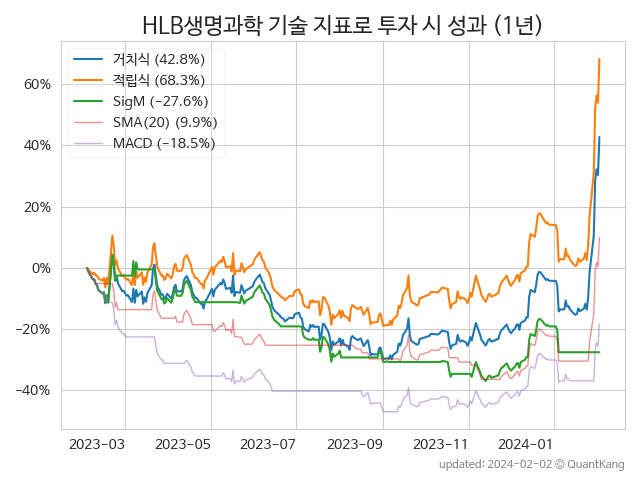 HLB생명과학 기술 지표로 투자 시 성과 (1년)
거치식 (42.8%)
적립식 (68.3%)
SigM (−27.6%)
SMA(20) (9.9%)
MACD (−18.5%)
60%
40%
20%
0%
−20%
−40%
2023-03 2023-05 2023-07 2023-09 2023-11 2024-01
updated: 2024-02-02 © QuantKang